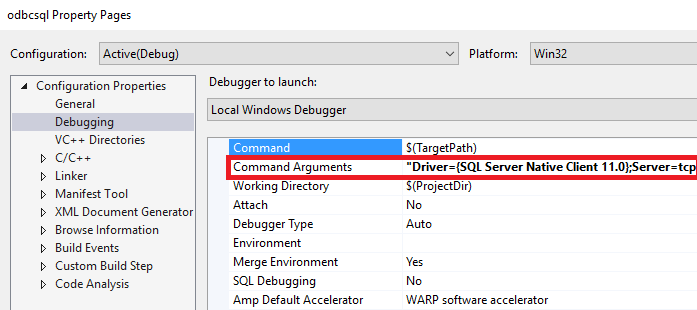 odbcsql Property Pages
Configuration: Active(Debug) Platform: Win32
Configuration Properties
General
Debugging
VC++ Directories
C/C++
Linker
Manifest Tool
XML Document Generator
Browse Information
Build Events
Custom Build Step
Code Analysis
Debugger to launch:
Local Windows Debugger
Command $(TargetPath)
Command Arguments "Driver={SQL Server Native Client 11.0};Server=tcp
Working Directory $(ProjectDir)
Attach No
Debugger Type Auto
Environment
Merge Environment Yes
SQL Debugging No
Amp Default Accelerator WARP software accelerator